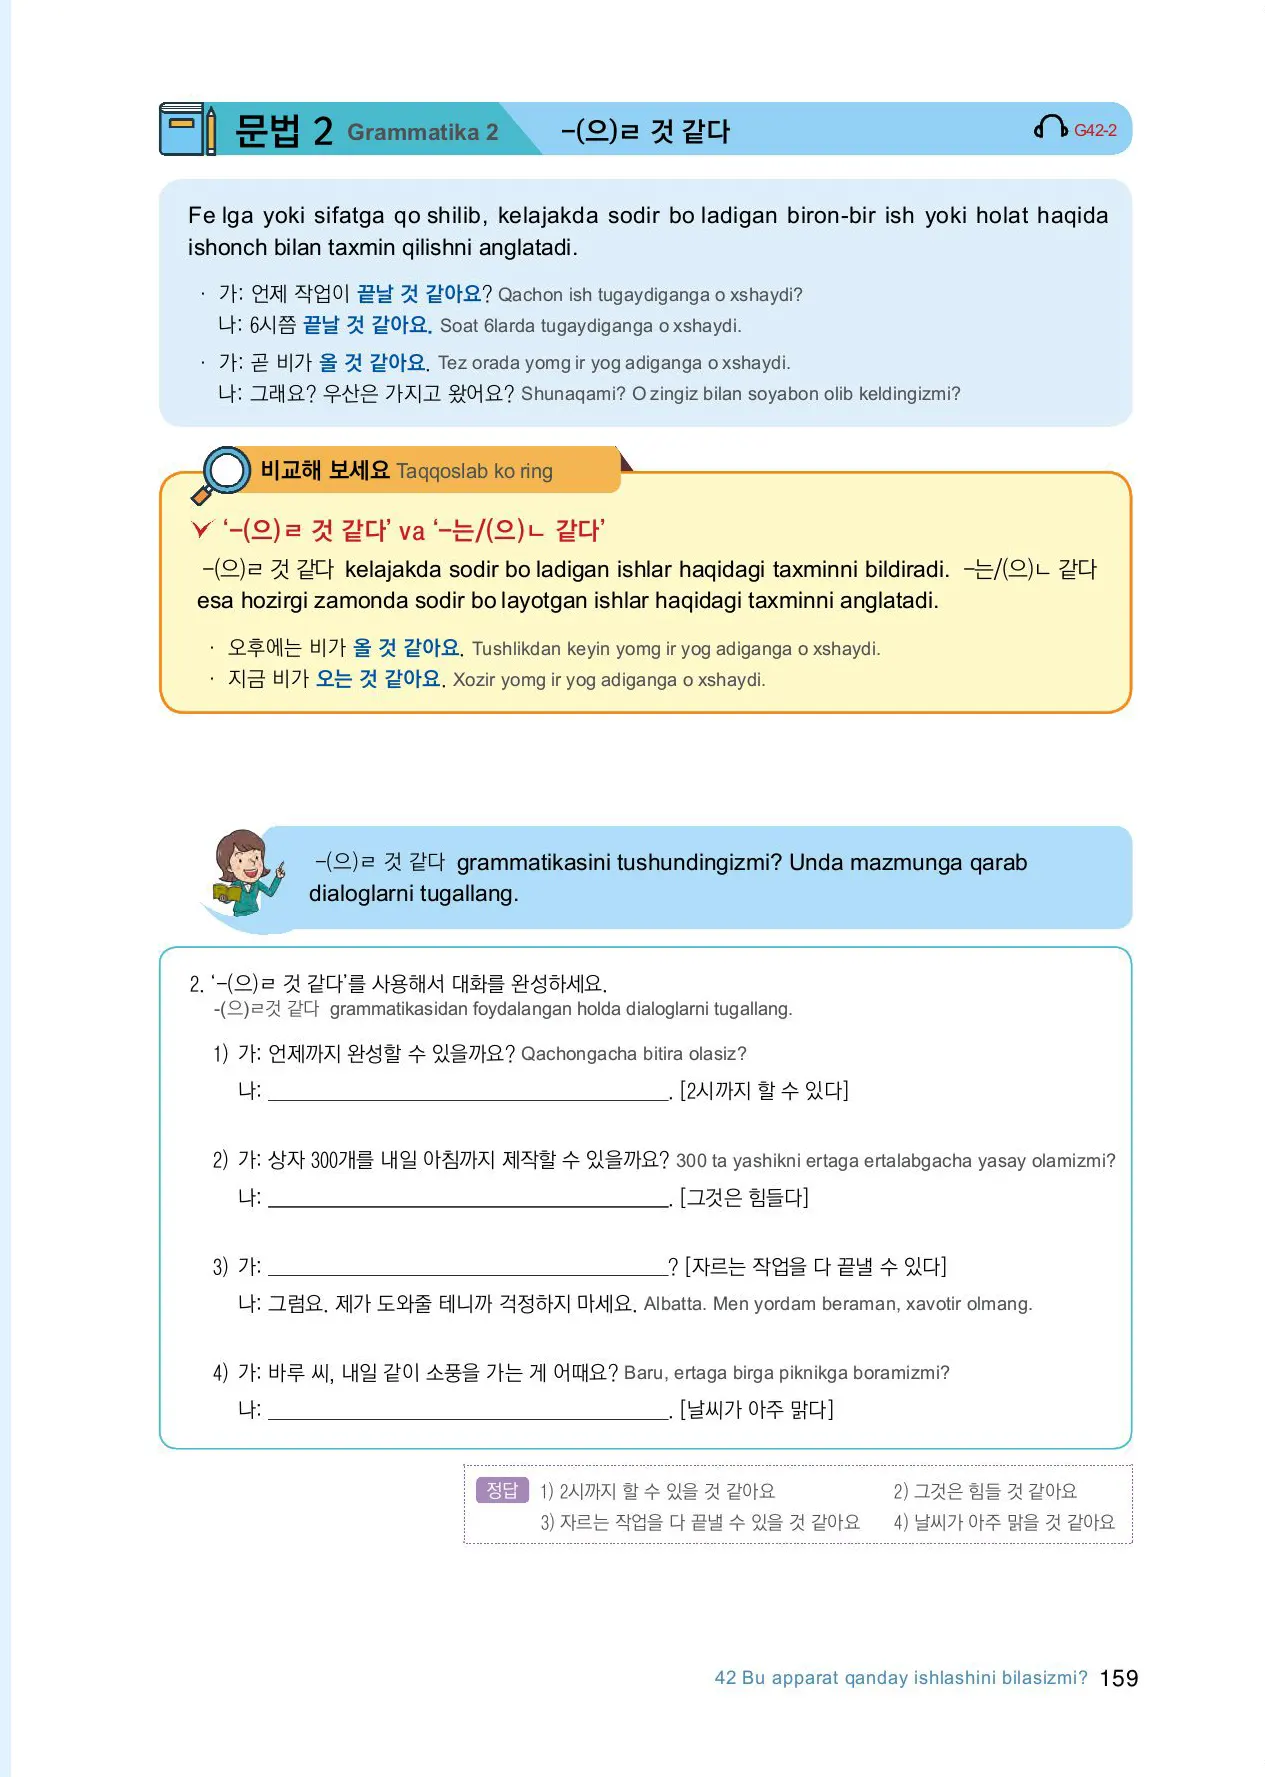 문법 2 Grammatika 2 -(으)ㄹ 것 같다 G42-2
Fe lga yoki sifatga qo shilib, kelajakda sodir bo ladigan biron-bir ish yoki holat haqida
ishonch bilan taxmin qilishni anglatadi.
· 가: 언제 작업이 끝날 것 같아요? Qachon ish tugaydiganga o xshaydi?
나: 6시쯤 끝날 것 같아요. Soat 6larda tugaydiganga o xshaydi.
· 가: 곧 비가 올 것 같아요. Tez orada yomg ir yog adiganga o xshaydi.
나: 그래요? 우산은 가지고 왔어요? Shunaqami? O zingiz bilan soyabon olib keldingizmi?
비교해 보세요 Taqqoslab ko ring
‘-(으)ㄹ 것 같다’ va ‘-는/(으)ㄴ 같다’
-(으)ㄹ 것 같다 kelajakda sodir bo ladigan ishlar haqidagi taxminni bildiradi. -는/(으)ㄴ 같다
esa hozirgi zamonda sodir bo layotgan ishlar haqidagi taxminni anglatadi.
· 오후에는 비가 올 것 같아요. Tushlikdan keyin yomg ir yog adiganga o xshaydi.
· 지금 비가 오는 것 같아요. Xozir yomg ir yog adiganga o xshaydi.
-(으)ㄹ 것 같다 grammatikasini tushundingizmi? Unda mazmunga qarab
dialoglarni tugallang.
2. ‘-(으)ㄹ 것 같다’를 사용해서 대화를 완성하세요.
-(으)ㄹ것 같다 grammatikasidan foydalangan holda dialoglarni tugallang.
1) 가: 언제까지 완성할 수 있을까요? Qachongacha bitira olasiz?
나: ________________________________. [2시까지 할 수 있다]
2) 가: 상자 300개를 내일 아침까지 제작할 수 있을까요? 300 ta yashikni ertaga ertalabgacha yasay olamizmi?
나: ________________________________. [그것은 힘들다]
3) 가: ________________________________? [자르는 작업을 다 끝낼 수 있다]
나: 그럼요. 제가 도와줄 테니까 걱정하지 마세요. Albatta. Men yordam beraman, xavotir olmang.
4) 가: 바루 씨, 내일 같이 소풍을 가는 게 어때요? Baru, ertaga birga piknikga boramizmi?
나: ________________________________. [날씨가 아주 맑다]
정답 1) 2시까지 할 수 있을 것 같아요 2) 그것은 힘들 것 같아요
3) 자르는 작업을 다 끝낼 수 있을 것 같아요 4) 날씨가 아주 맑을 것 같아요
42 Bu apparat qanday ishlashini bilasizmi? 159